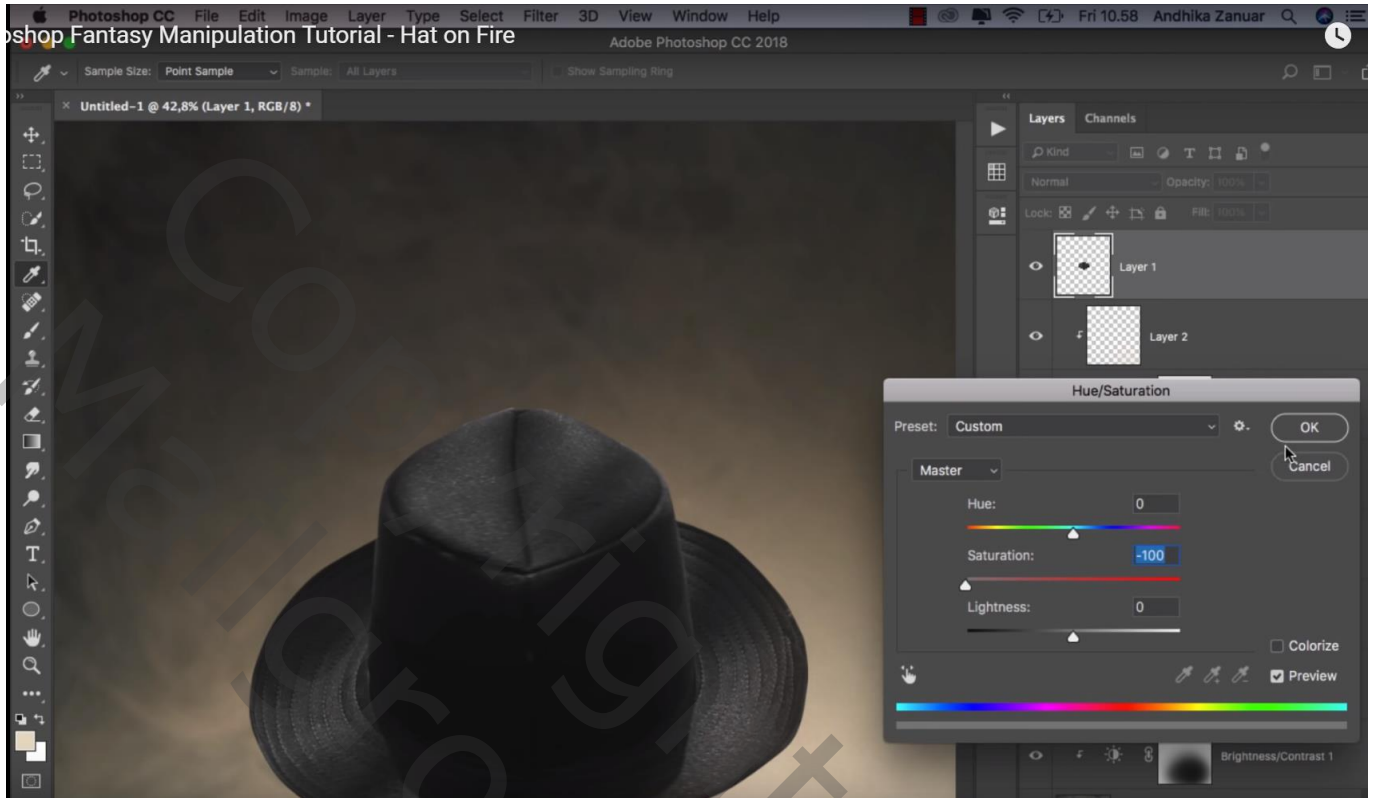 Photoshop CC File Edit Image Layer Type Select Filter 3D View Window Help Fri 10.58 Andhika Zanuar
oshop Fantasy Manipulation Tutorial - Hat on Fire
Adobe Photoshop CC 2018
Sample Size: Point Sample Sample: All Layers Show Sampling Ring
× Untitled-1 @ 42,8% (Layer 1, RGB/8) *
Layers Channels
Kind
Normal Opacity: 100%
Lock: Fill: 100%
Layer 1
Layer 2
Hue/Saturation
Preset: Custom OK
Master Cancel
Hue: 0
Saturation: -100
Lightness: 0
Colorize
Preview
Brightness/Contrast 1